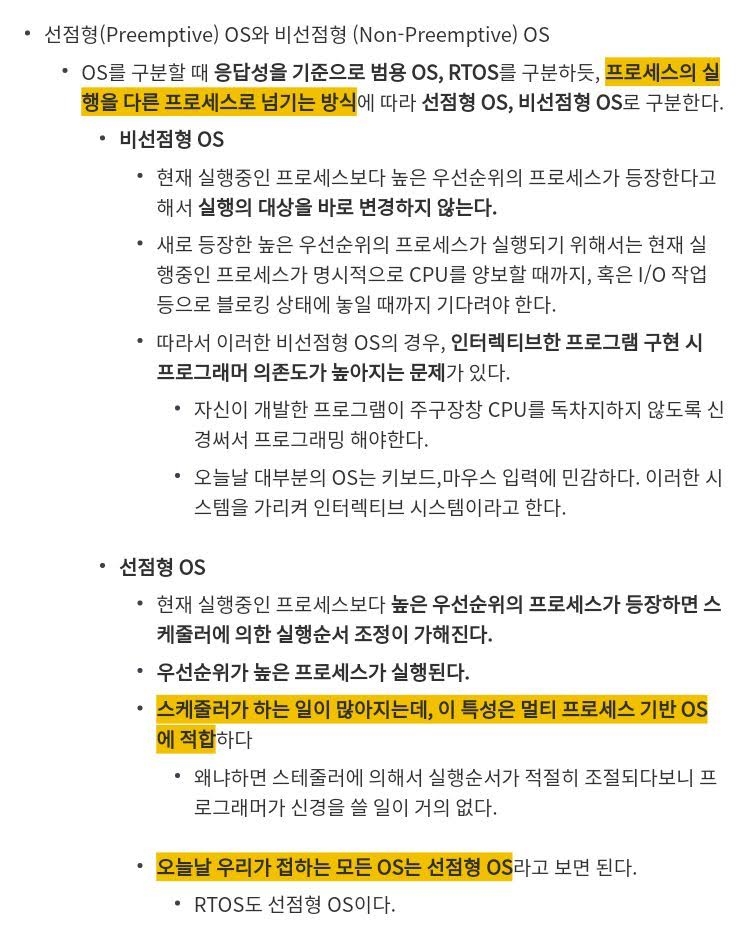 • 선점형(Preemptive) OS와 비선점형 (Non-Preemptive) OS
• OS를 구분할 때 응답성을 기준으로 범용 OS, RTOS를 구분하듯, 프로세스의 실
행을 다른 프로세스로 넘기는 방식에 따라 선점형 OS, 비선점형 OS로 구분한다.
• 비선점형 OS
• 현재 실행중인 프로세스보다 높은 우선순위의 프로세스가 등장한다고
해서 실행의 대상을 바로 변경하지 않는다.
• 새로 등장한 높은 우선순위의 프로세스가 실행되기 위해서는 현재 실
행중인 프로세스가 명시적으로 CPU를 양보할 때까지, 혹은 I/O 작업
등으로 블로킹 상태에 놓일 때까지 기다려야 한다.
• 따라서 이러한 비선점형 OS의 경우, 인터렉티브한 프로그램 구현 시
프로그래머 의존도가 높아지는 문제가 있다.
• 자신이 개발한 프로그램이 주구장창 CPU를 독차지하지 않도록 신
경써서 프로그래밍 해야한다.
• 오늘날 대부분의 OS는 키보드,마우스 입력에 민감하다. 이러한 시
스템을 가리켜 인터렉티브 시스템이라고 한다.
• 선점형 OS
• 현재 실행중인 프로세스보다 높은 우선순위의 프로세스가 등장하면 스
케줄러에 의한 실행순서 조정이 가해진다.
• 우선순위가 높은 프로세스가 실행된다.
• 스케줄러가 하는 일이 많아지는데, 이 특성은 멀티 프로세스 기반 OS
에 적합하다
• 왜냐하면 스테줄러에 의해서 실행순서가 적절히 조절되다보니 프
로그래머가 신경을 쓸 일이 거의 없다.
• 오늘날 우리가 접하는 모든 OS는 선점형 OS라고 보면 된다.
• RTOS도 선점형 OS이다.